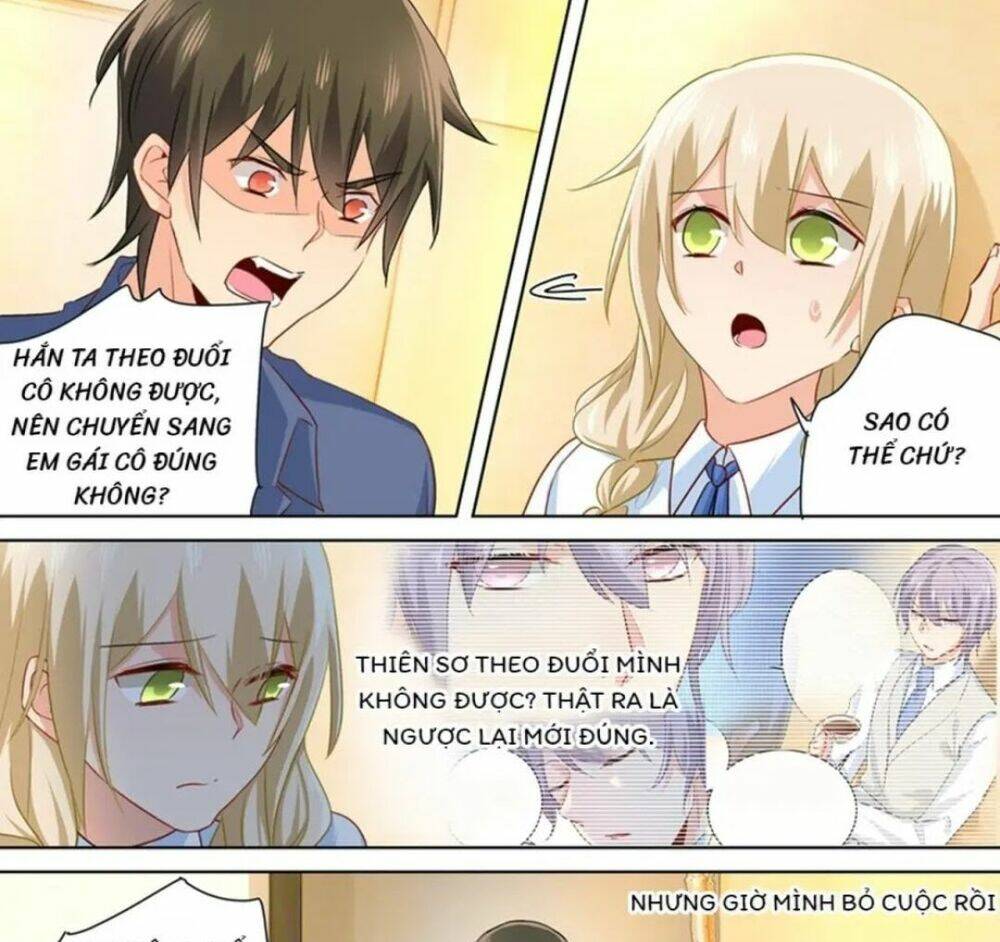 HẮN TA THEO ĐUỔI
CÔ KHÔNG ĐƯỢC,
NÊN CHUYỂN SANG
EM GÁI CÔ ĐÚNG
KHÔNG?
SAO CÓ
THỂ CHỨ?
THIÊN SƠ THEO ĐUỔI MÌNH
KHÔNG ĐƯỢC? THẬT RA LÀ
NGƯỢC LẠI MỚI ĐÚNG.
NHƯNG GIỜ MÌNH BỎ CUỘC RỒI